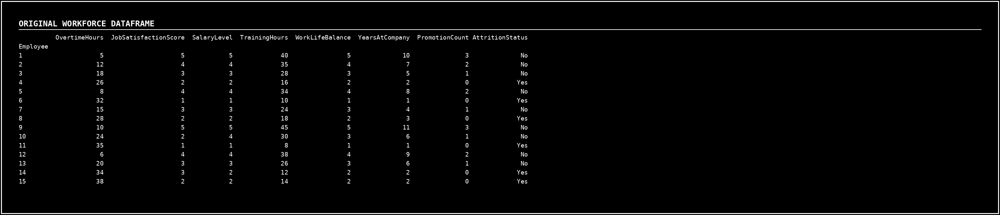 ORIGINAL WORKFORCE DATAFRAME
OvertimeHours JobSatisfactionScore SalaryLevel TrainingHours WorkLifeBalance YearsAtCompany PromotionCount AttritionStatus
Employee
1 5 5 5 40 5 10 3 No
2 12 4 4 35 4 7 2 No
3 18 3 3 28 3 5 1 No
4 26 2 2 16 2 2 0 Yes
5 8 4 4 34 4 8 2 No
6 32 1 1 10 1 1 0 Yes
7 15 3 3 24 3 4 1 No
8 28 2 2 18 2 3 0 Yes
9 10 5 5 45 5 11 3 No
10 24 2 4 30 3 6 1 No
11 35 1 1 8 1 1 0 Yes
12 6 4 4 38 4 9 2 No
13 20 3 3 26 3 6 1 No
14 34 3 2 12 2 2 0 Yes
15 38 2 2 14 2 2 0 Yes